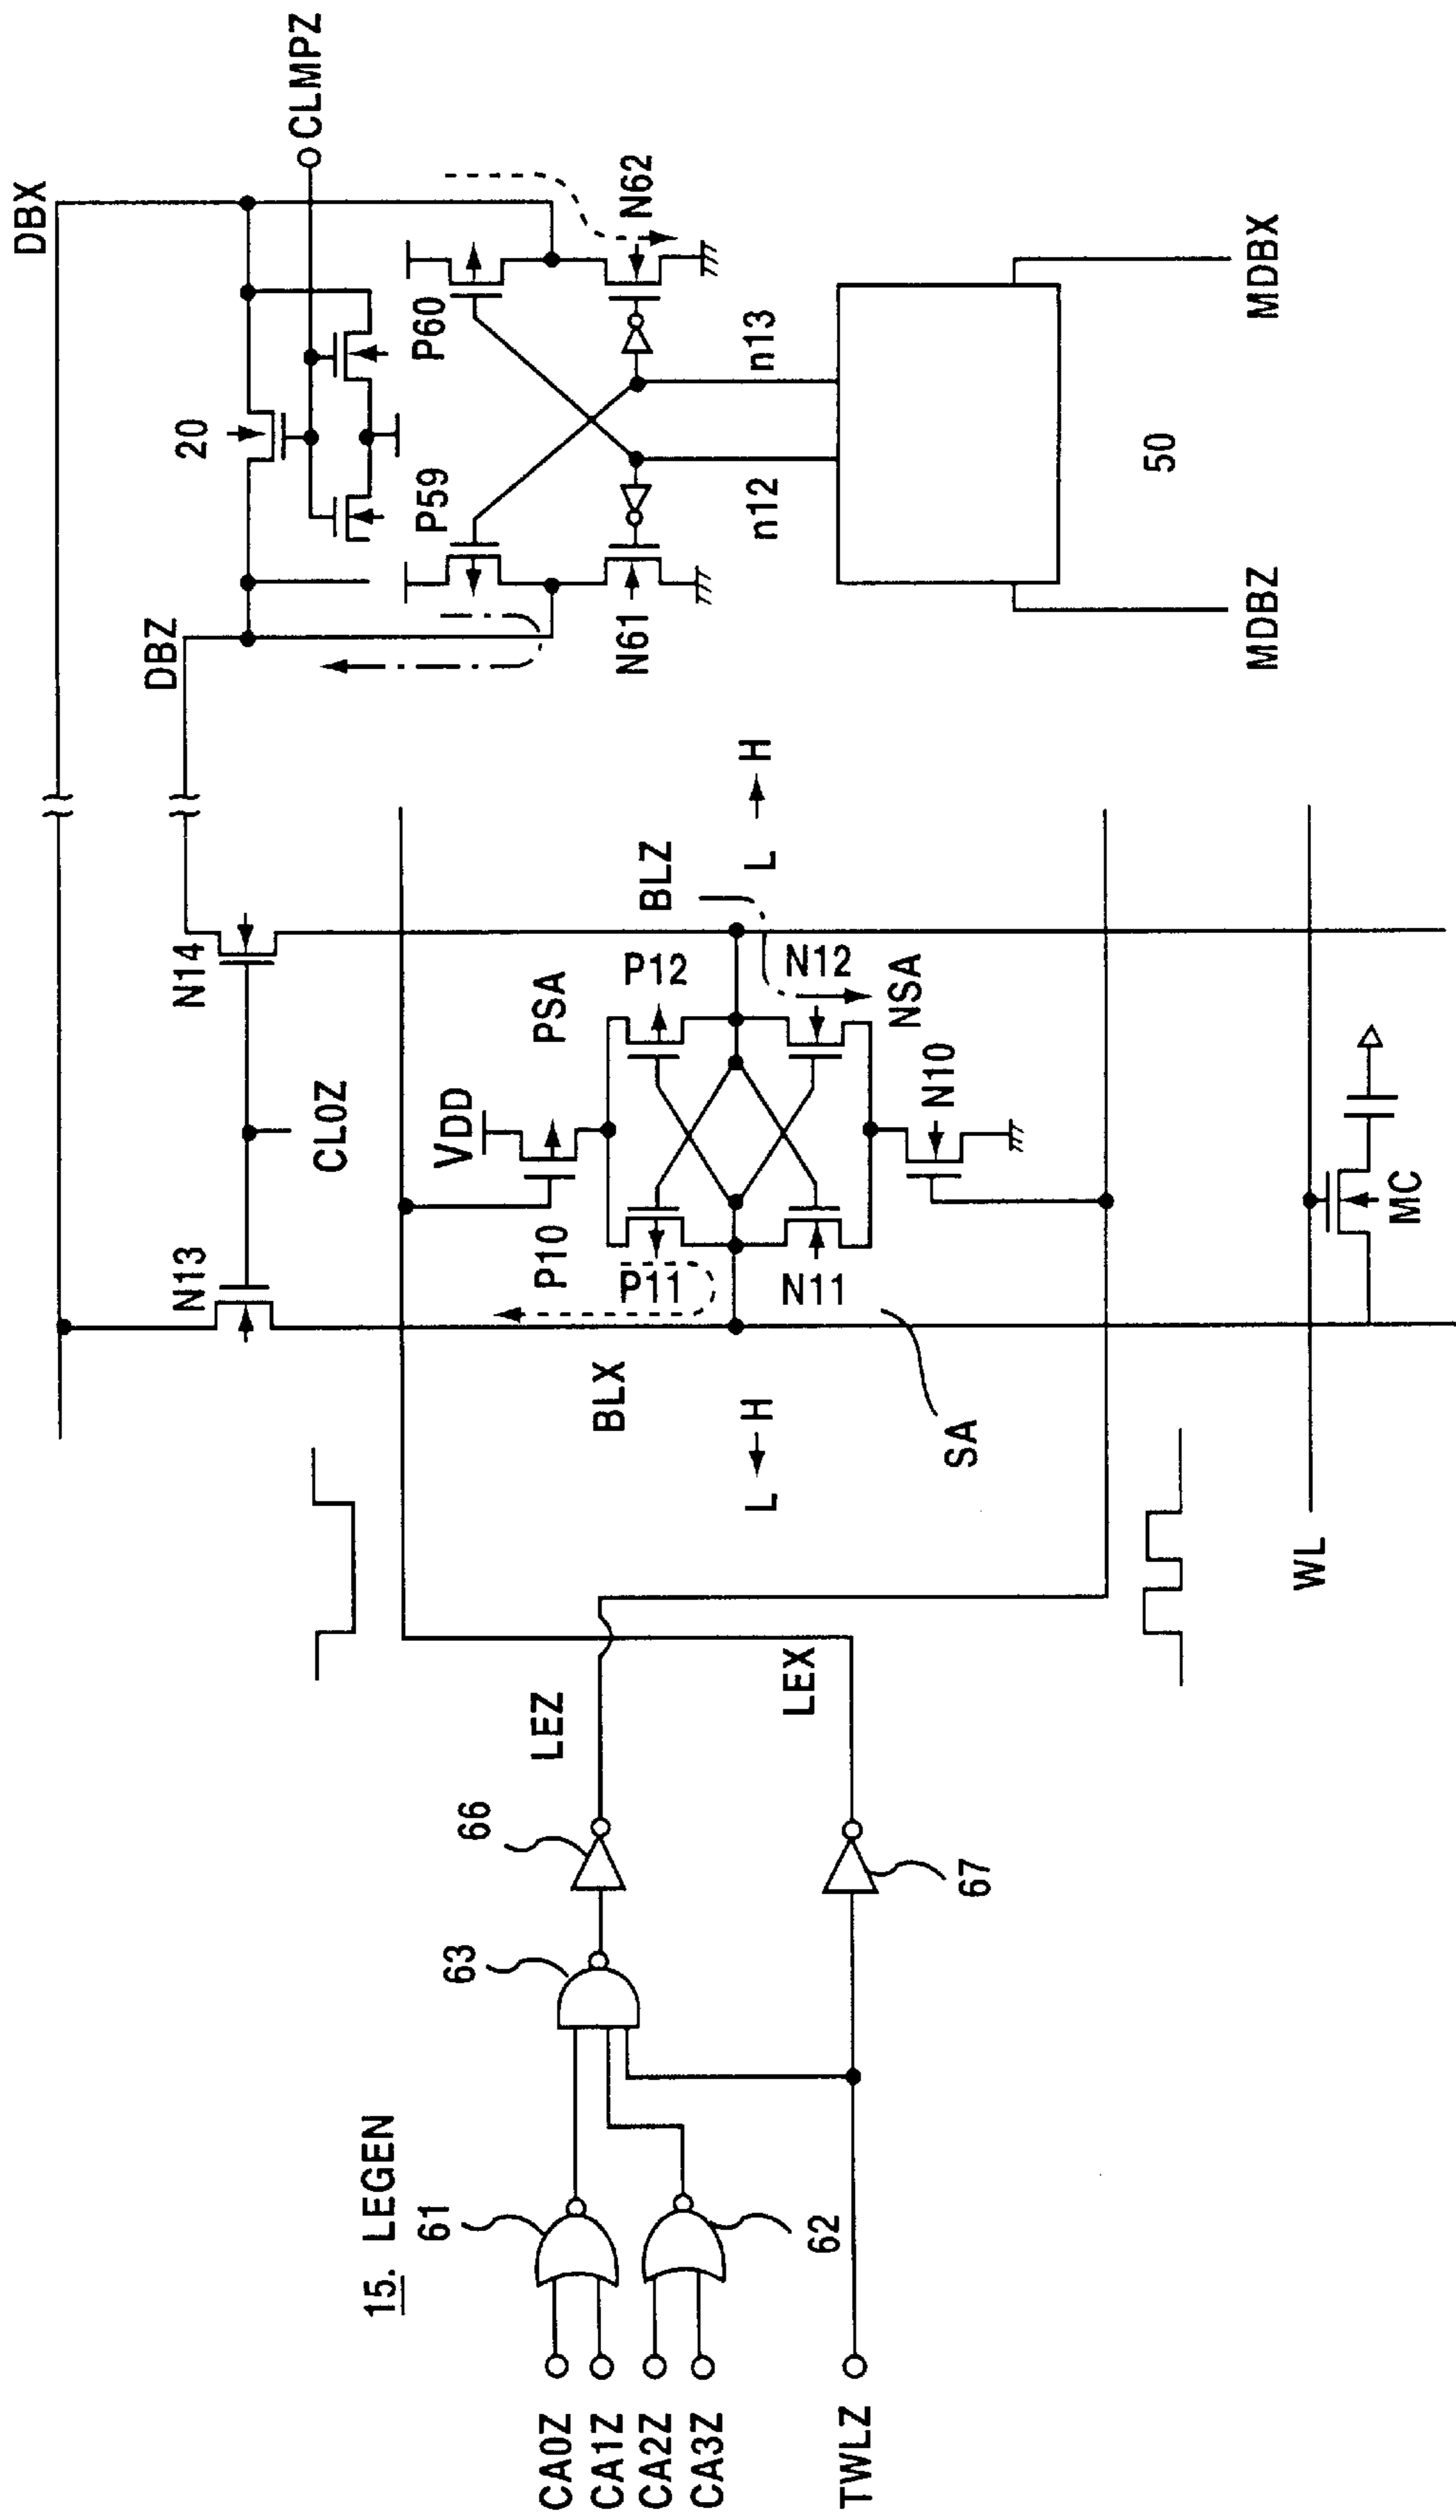 15. LEGEN
CA0Z
CA1Z
CA2Z
CA3Z
TWLZ
61
62
63
66
67
LEZ
LEX
WL
BLX
L
H
SA
N13
N14
CL0Z
VDD
P10
PSA
P11
P12
N11
N12
NSA
N10
MC
BLZ
L
H
DBZ
DBX
20
CLMPZ
P59
P60
N61
N62
n12
n13
50
MDBZ
MDBX